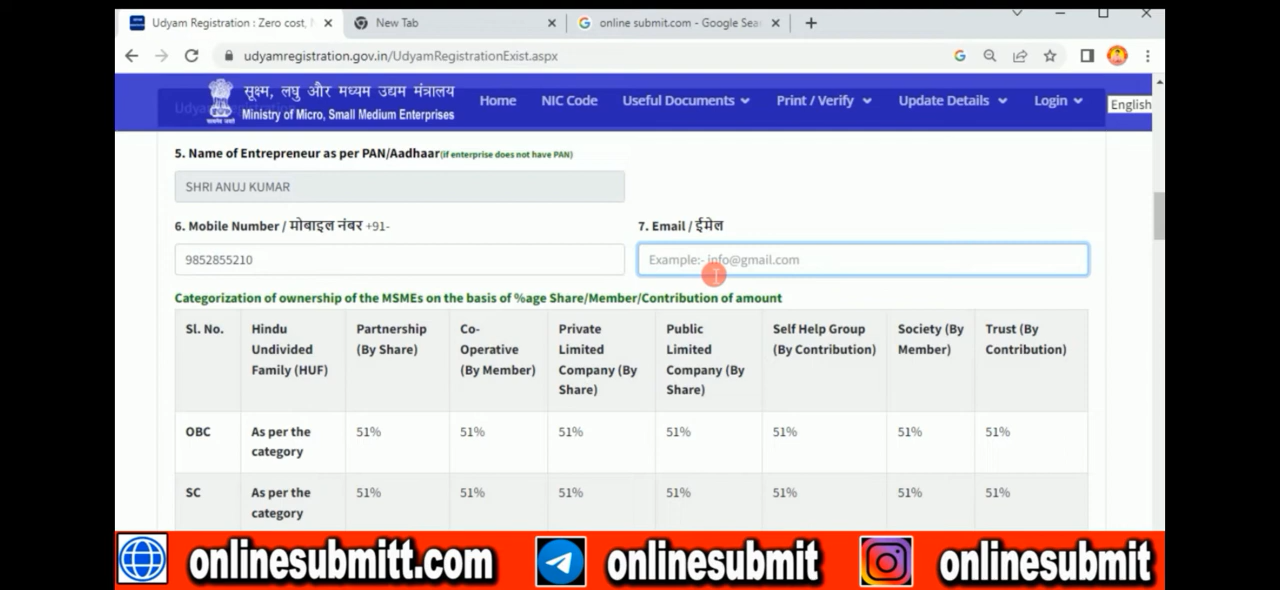 Udyam Registration : Zero cost,
New Tab
online submit.com - Google Sea
udyamregistration.gov.in/UdyamRegistrationExist.aspx
सूक्ष्म, लघु और मध्यम उद्यम मंत्रालय
Ministry of Micro, Small Medium Enterprises
Home NIC Code Useful Documents Print / Verify Update Details Login English
5. Name of Entrepreneur as per PAN/Aadhaar(if enterprise does not have PAN)
SHRI ANUJ KUMAR
6. Mobile Number / मोबाइल नंबर +91- 7. Email / ईमेल
9852855210 Example:- info@gmail.com
Categorization of ownership of the MSMEs on the basis of %age Share/Member/Contribution of amount
Sl. No. Hindu Partnership Co- Private Public Self Help Group Society (By Trust (By
Undivided (By Share) Operative Limited Limited (By Contribution) Member) Contribution)
Family (HUF) (By Member) Company (By Company (By
Share) Share)
OBC As per the 51% 51% 51% 51% 51% 51% 51%
category
SC As per the 51% 51% 51% 51% 51% 51% 51%
category
onlinesubmitt.com onlinesubmit onlinesubmit